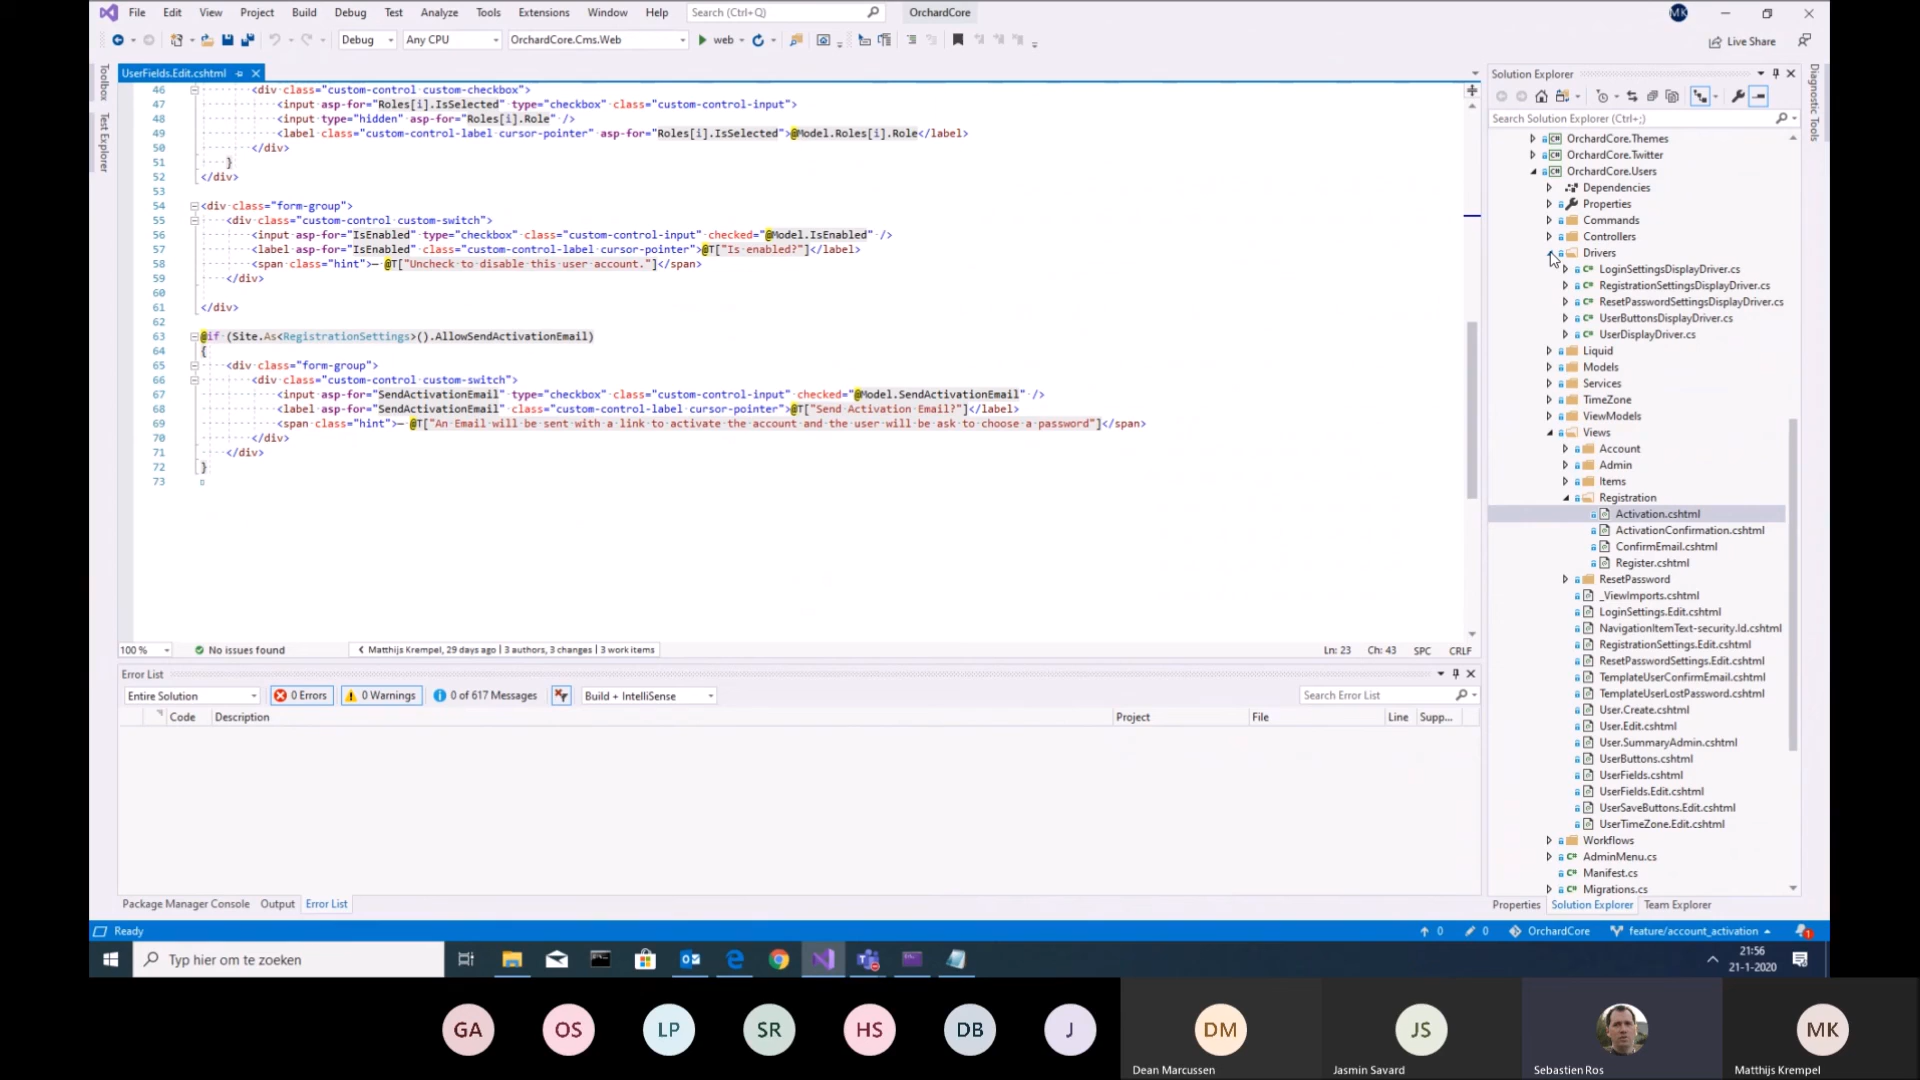 File Edit View Project Build Debug Test Analyze Tools Extensions Window Help Search (Ctrl+Q) OrchardCore MK
Debug Any CPU OrchardCore.Cms.Web web Live Share
Toolbox
Test Explorer
UserFields.Edit.cshtml
46 <div class="custom-control custom-checkbox">
47 <input asp-for="Roles[i].IsSelected" type="checkbox" class="custom-control-input">
48 <input type="hidden" asp-for="Roles[i].Role" />
49 <label class="custom-control-label cursor-pointer" asp-for="Roles[i].IsSelected">@Model.Roles[i].Role</label>
50 </div>
51 }
52 </div>
53
54 <div class="form-group">
55 <div class="custom-control custom-switch">
56 <input asp-for="IsEnabled" type="checkbox" class="custom-control-input" checked="@Model.IsEnabled" />
57 <label asp-for="IsEnabled" class="custom-control-label cursor-pointer">@T["Is enabled?"]</label>
58 <span class="hint">— @T["Uncheck to disable this user account."]</span>
59 </div>
60
61 </div>
62
63 @if (Site.As<RegistrationSettings>().AllowSendActivationEmail)
64 {
65 <div class="form-group">
66 <div class="custom-control custom-switch">
67 <input asp-for="SendActivationEmail" type="checkbox" class="custom-control-input" checked="@Model.SendActivationEmail" />
68 <label asp-for="SendActivationEmail" class="custom-control-label cursor-pointer">@T["Send Activation Email?"]</label>
69 <span class="hint">— @T["An Email will be sent with a link to activate the account and the user will be ask to choose a password"]</span>
70 </div>
71 </div>
72 }
73
100 % No issues found Matthijs Krempel, 29 days ago | 3 authors, 3 changes | 3 work items Ln: 23 Ch: 43 SPC CRLF
Error List
Entire Solution 0 Errors 0 Warnings 0 of 617 Messages Build + IntelliSense Search Error List
Code Description Project File Line Supp...
Package Manager Console Output Error List
Solution Explorer
Search Solution Explorer (Ctrl+;)
OrchardCore.Themes
OrchardCore.Twitter
OrchardCore.Users
Dependencies
Properties
Commands
Controllers
Drivers
LoginSettingsDisplayDriver.cs
RegistrationSettingsDisplayDriver.cs
ResetPasswordSettingsDisplayDriver.cs
UserButtonsDisplayDriver.cs
UserDisplayDriver.cs
Liquid
Models
Services
TimeZone
ViewModels
Views
Account
Admin
Items
Registration
Activation.cshtml
ActivationConfirmation.cshtml
ConfirmEmail.cshtml
Register.cshtml
ResetPassword
_ViewImports.cshtml
LoginSettings.Edit.cshtml
NavigationItemText-security.Id.cshtml
RegistrationSettings.Edit.cshtml
ResetPasswordSettings.Edit.cshtml
TemplateUserConfirmEmail.cshtml
TemplateUserLostPassword.cshtml
User.Create.cshtml
User.Edit.cshtml
User.SummaryAdmin.cshtml
UserButtons.cshtml
UserFields.cshtml
UserFields.Edit.cshtml
UserSaveButtons.Edit.cshtml
UserTimeZone.Edit.cshtml
Workflows
AdminMenu.cs
Manifest.cs
Migrations.cs
Properties Solution Explorer Team Explorer
Diagnostic Tools
Ready 0 0 OrchardCore feature/account_activation 1
Typ hier om te zoeken
21:56
21-1-2020
GA OS LP SR HS DB J DM JS MK
Dean Marcussen Jasmin Savard Sebastien Ros Matthijs Krempel